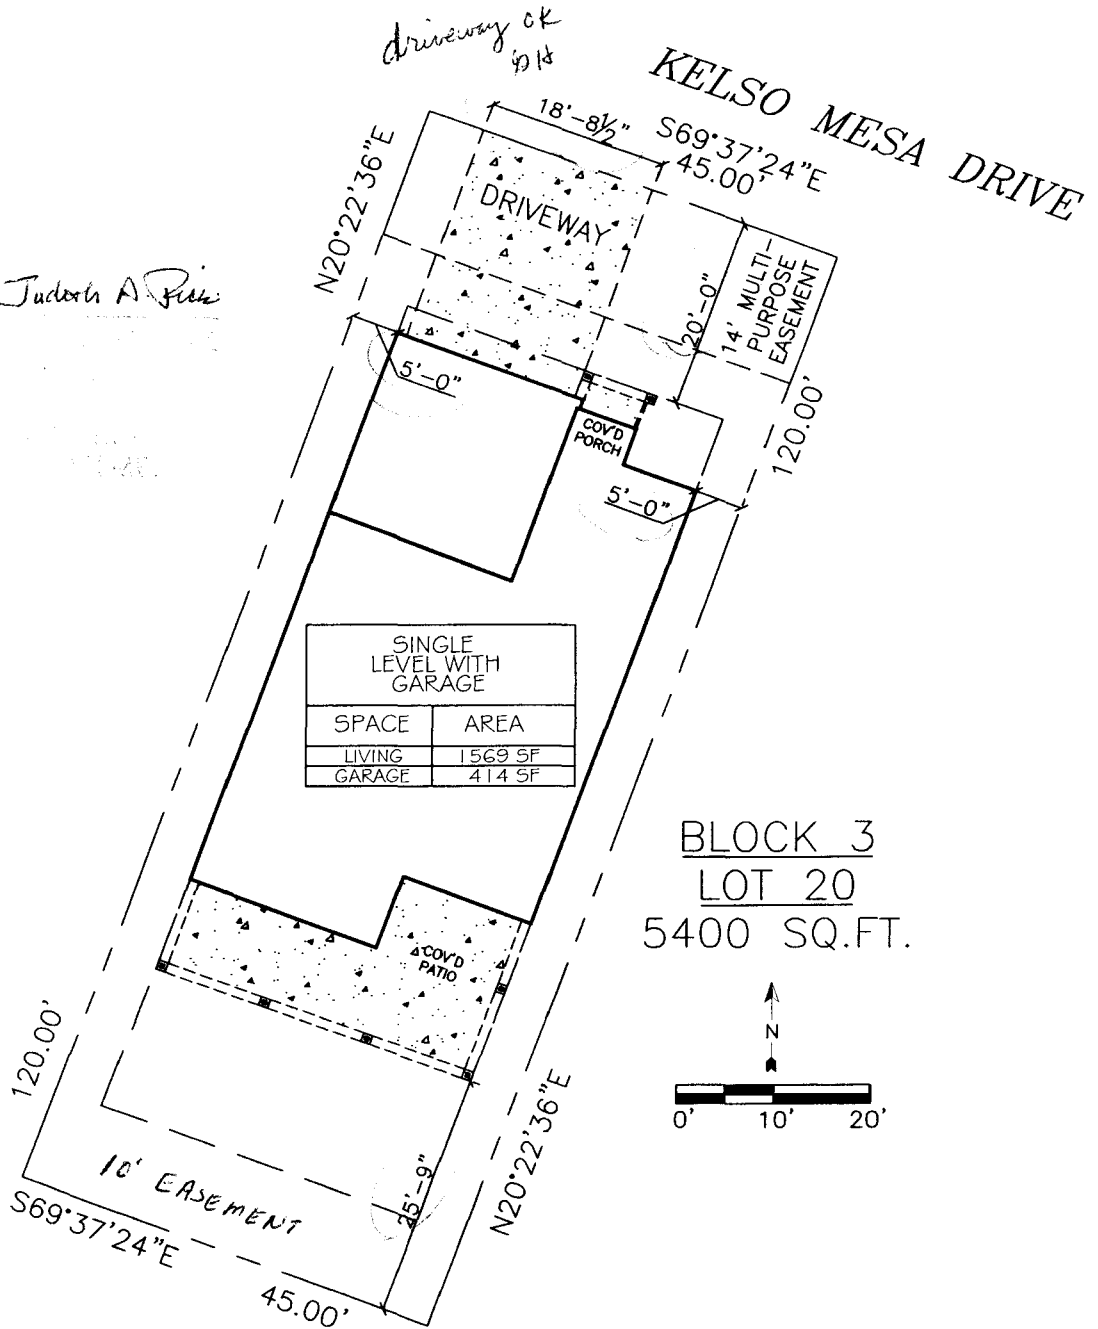 driveway OK
DH
KELSO MESA DRIVE
18'-8½"
S69°37'24"E
45.00'
N20°22'36"E
DRIVEWAY
14' MULTI-
PURPOSE
EASEMENT
20'-0"
Judith A
5'-0"
120.00'
COV'D
PORCH
5'-0"
SINGLE
LEVEL WITH
GARAGE
SPACE AREA
LIVING 1569 SF
GARAGE 414 SF
BLOCK 3
LOT 20
5400 SQ.FT.
COV'D
PATIO
N
0' 10' 20'
120.00'
N20°22'36"E
25'-9"
10' EASEMENT
S69°37'24"E
45.00'